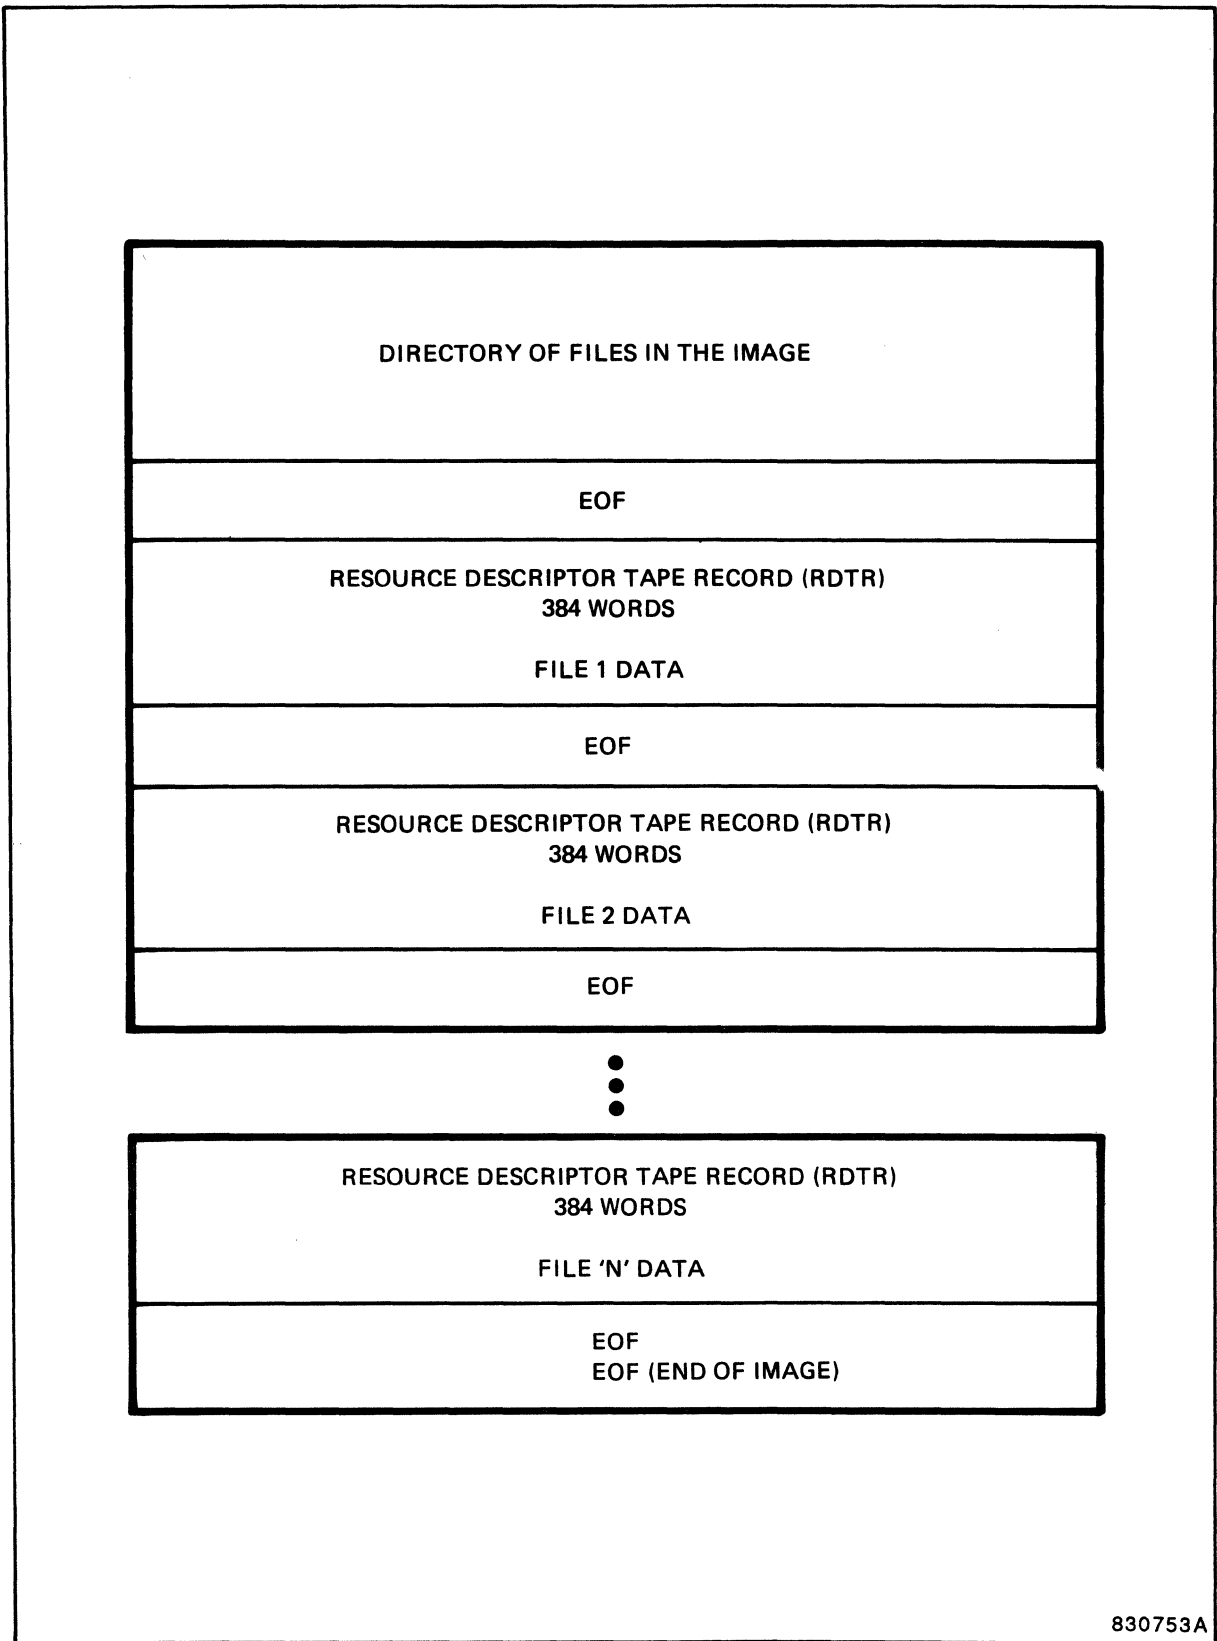 DIRECTORY OF FILES IN THE IMAGE
EOF
RESOURCE DESCRIPTOR TAPE RECORD (RDTR)
384 WORDS
FILE 1 DATA
EOF
RESOURCE DESCRIPTOR TAPE RECORD (RDTR)
384 WORDS
FILE 2 DATA
EOF
RESOURCE DESCRIPTOR TAPE RECORD (RDTR)
384 WORDS
FILE 'N' DATA
EOF
EOF (END OF IMAGE)
830753A